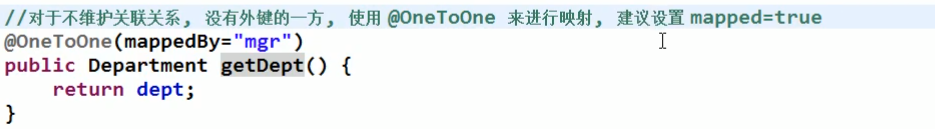 //对于不维护关联关系, 没有外键的一方, 使用 @OneToOne 来进行映射, 建议设置 mapped=true
@OneToOne(mappedBy="mgr")
public Department getDept() {
    return dept;
}